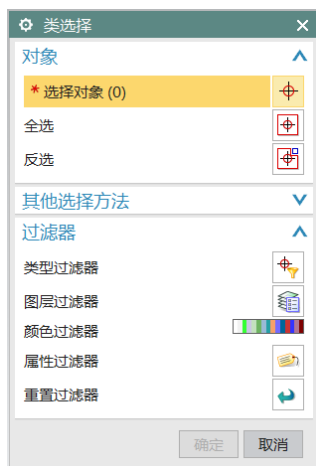 类选择
对象
* 选择对象 (0)
全选
反选
其他选择方法
过滤器
类型过滤器
图层过滤器
颜色过滤器
属性过滤器
重置过滤器
确定 取消